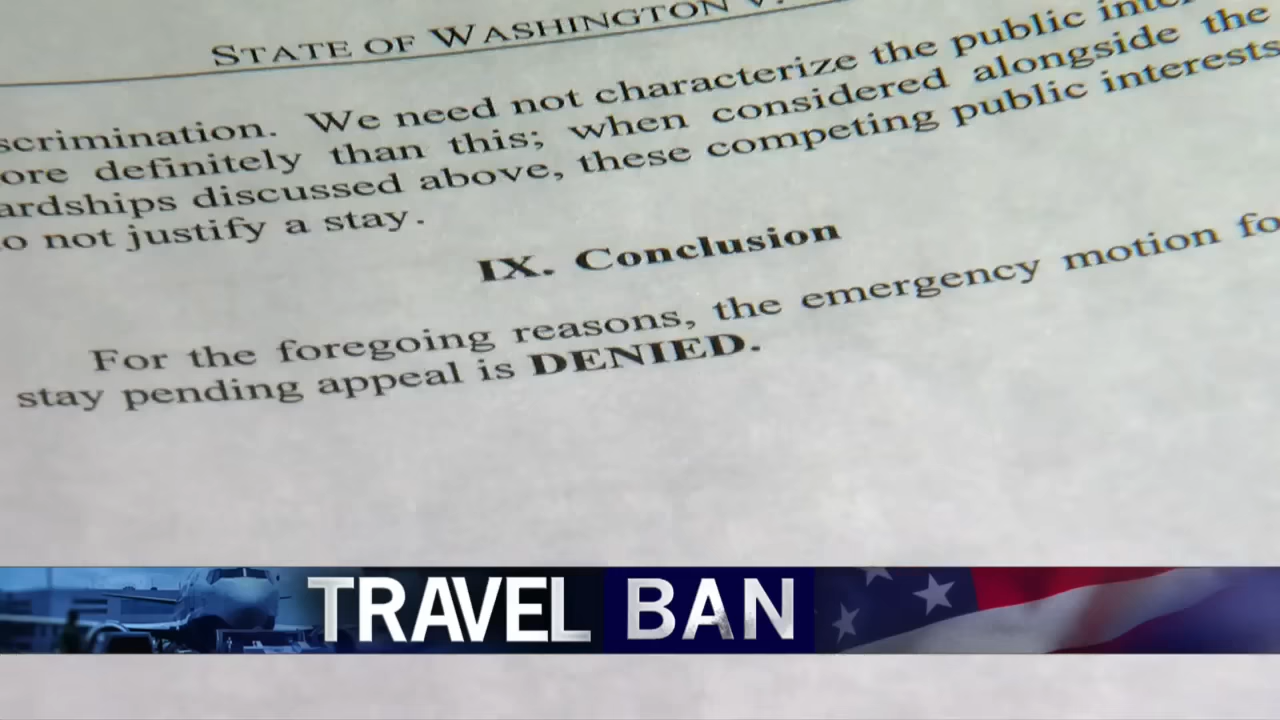 STATE OF WASHINGTON V.
scrimination. We need not characterize the public inte
ore definitely than this; when considered alongside the
ardships discussed above, these competing public interests
o not justify a stay.
IX. Conclusion
For the foregoing reasons, the emergency motion fo
stay pending appeal is DENIED.
TRAVEL BAN